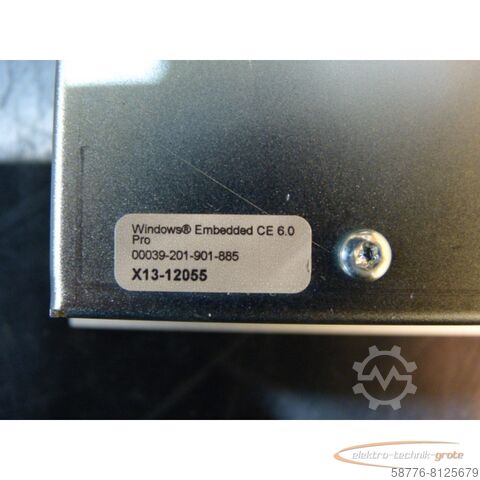 Windows® Embedded CE 6.0
Pro
00039-201-901-885
X13-12055
elektro-technik-grote
58776-8125679